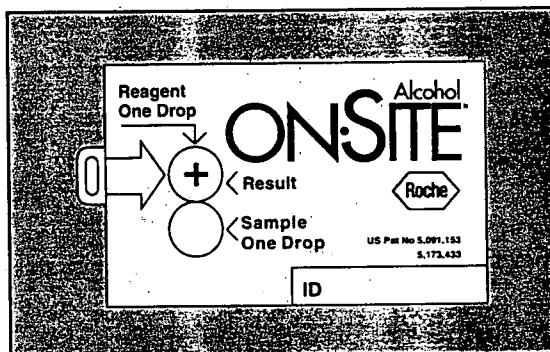 Reagent
One Drop
Alcohol
ON·SITE
+
Result
Roche
Sample
One Drop
US Pat No 5,091,153
5,173,433
ID